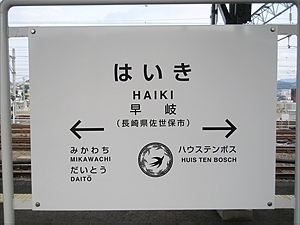 はいき
HAIKI
早岐
(長崎県佐世保市)
みかわち
MIKAWACHI
だいとう
DAITŌ
ハウステンボス
HUIS TEN BOSCH